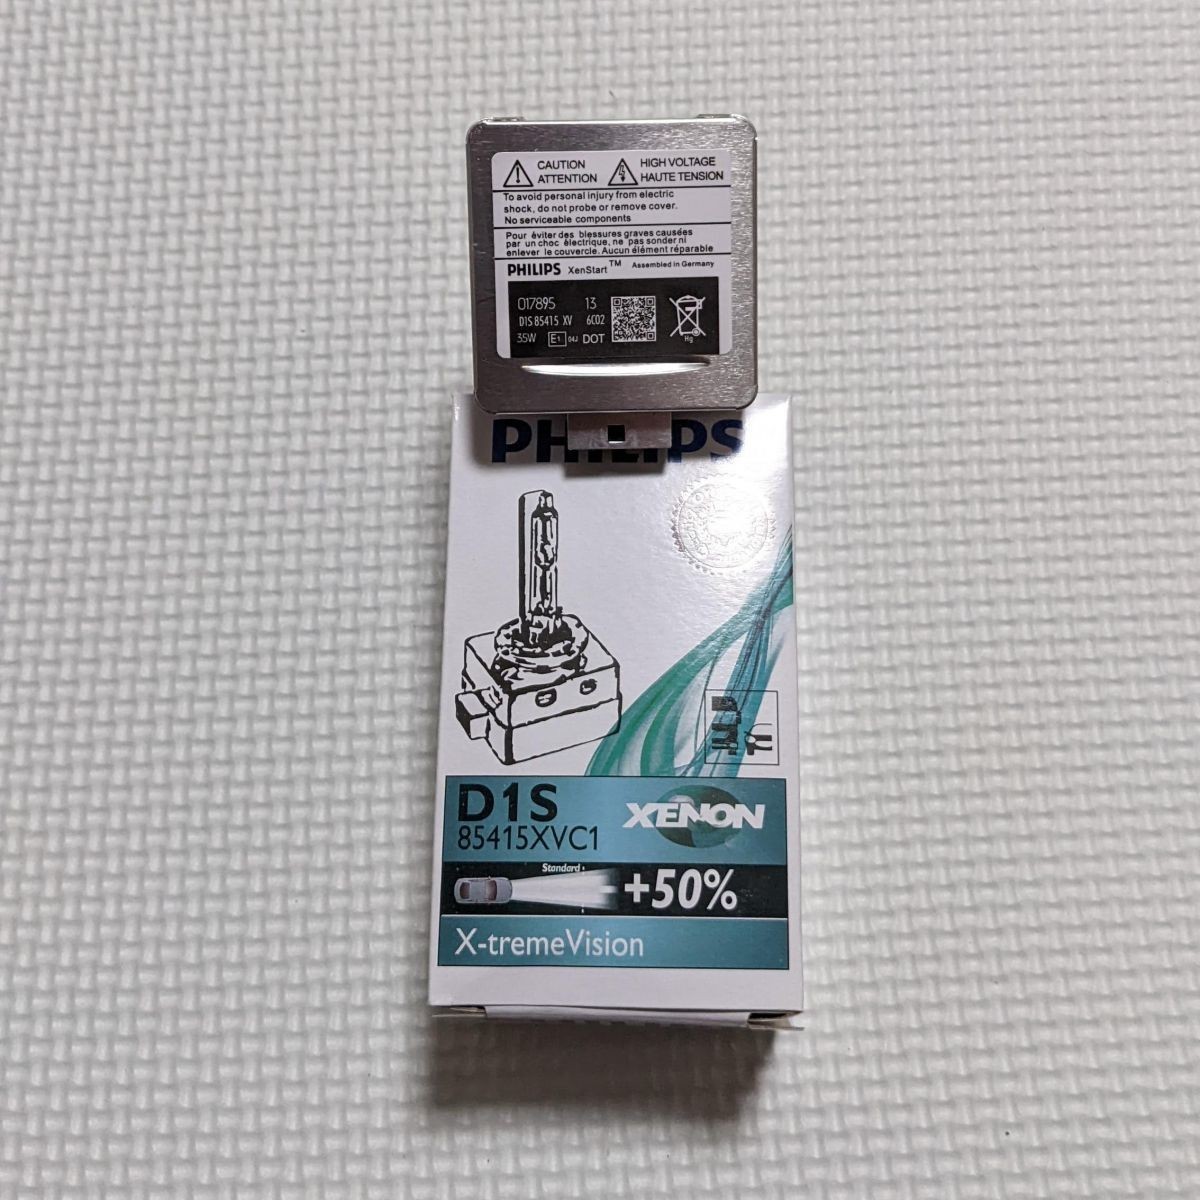 CAUTION
ATTENTION
HIGH VOLTAGE
HAUTE TENSION
To avoid personal injury from electric
shock, do not probe or remove cover.
No serviceable components
Pour éviter des blessures graves causées
par un choc électrique, ne pas sonder ni
enlever le couvercle. Aucun élément réparable
PHILIPS XenStart™ Assembled in Germany
017895 13
D1S 85415 XV 6C02
35W E1 04J DOT
Hg
PHILIPS
D1S
85415XVC1
XENON
Standard
+50%
X-tremeVision